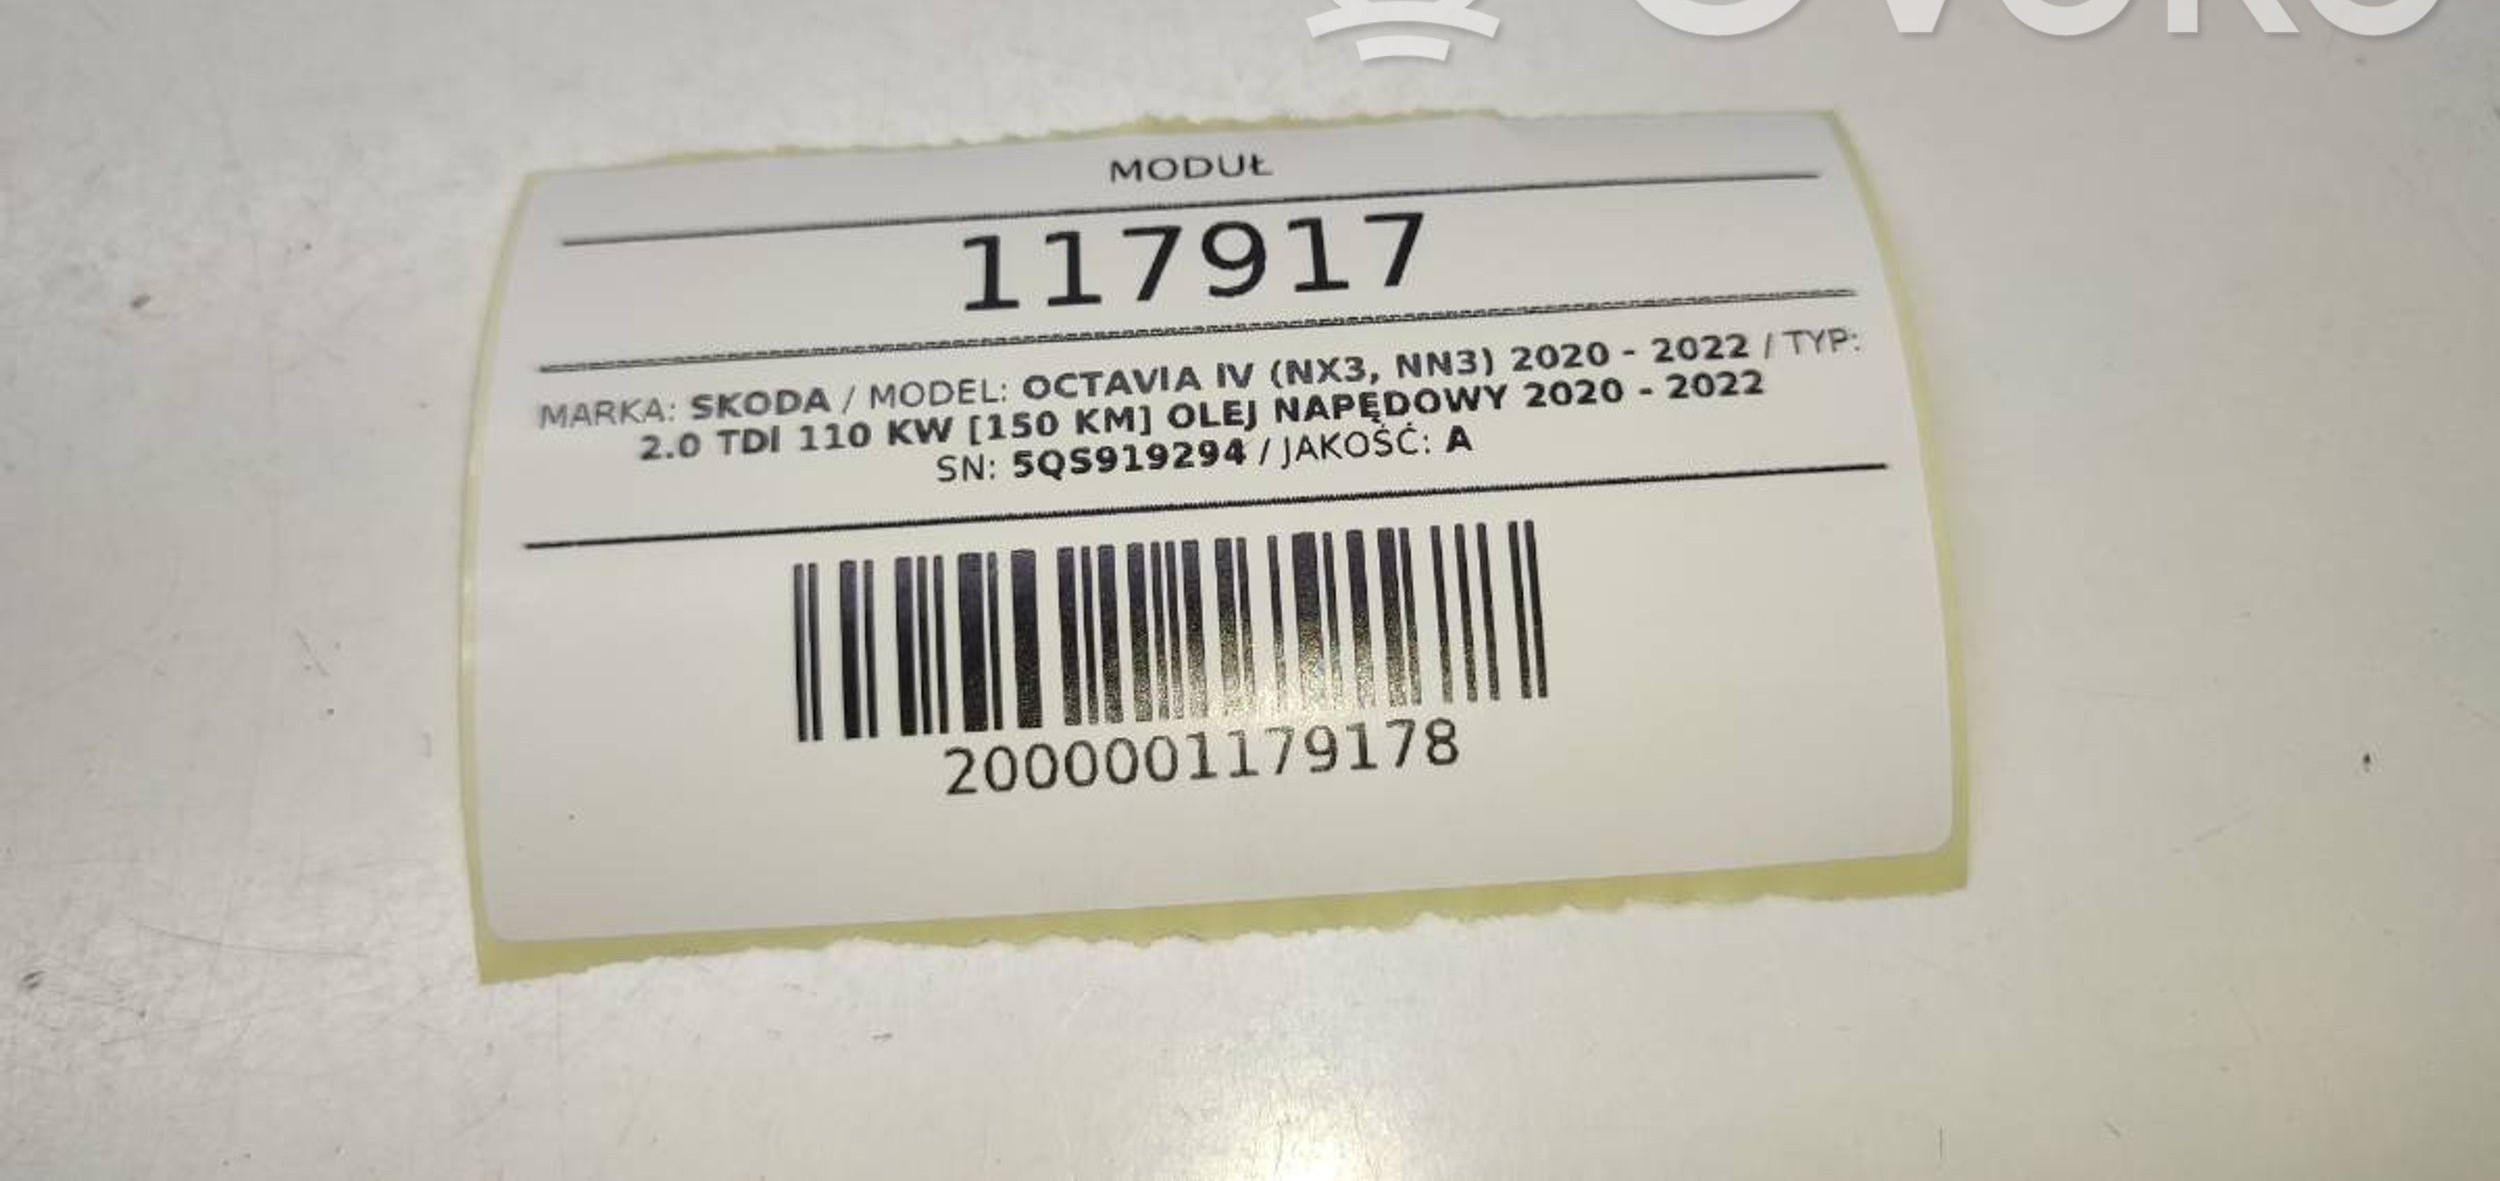 MODUŁ
117917
MARKA: SKODA / MODEL: OCTAVIA IV (NX3, NN3) 2020 - 2022 / TYP:
2.0 TDI 110 KW [150 KM] OLEJ NAPĘDOWY 2020 - 2022
SN: 5QS919294 / JAKOŚĆ: A
2000001179178